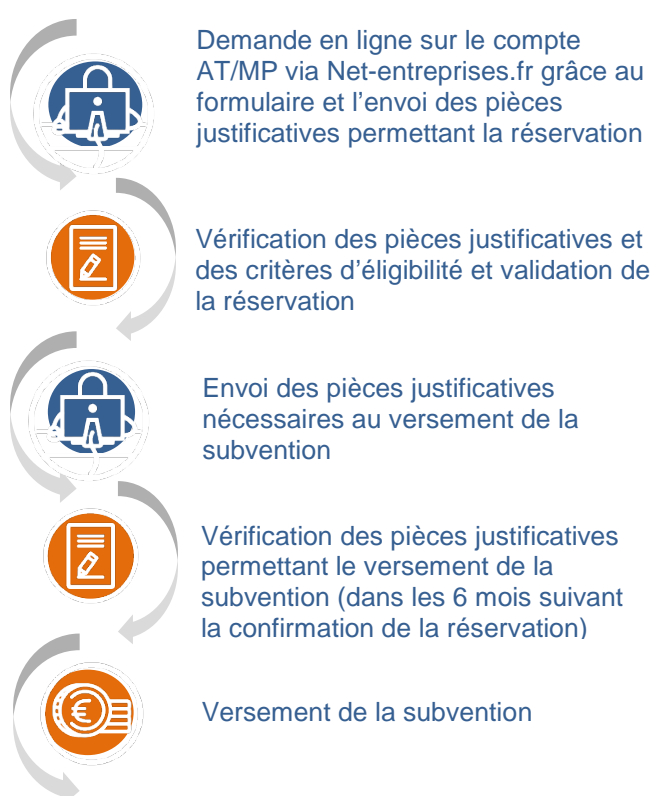 Demande en ligne sur le compte
AT/MP via Net-entreprises.fr grâce au
formulaire et l’envoi des pièces
justificatives permettant la réservation
Vérification des pièces justificatives et
des critères d’éligibilité et validation de
la réservation
Envoi des pièces justificatives
nécessaires au versement de la
subvention
Vérification des pièces justificatives
permettant le versement de la
subvention (dans les 6 mois suivant
la confirmation de la réservation)
€
Versement de la subvention